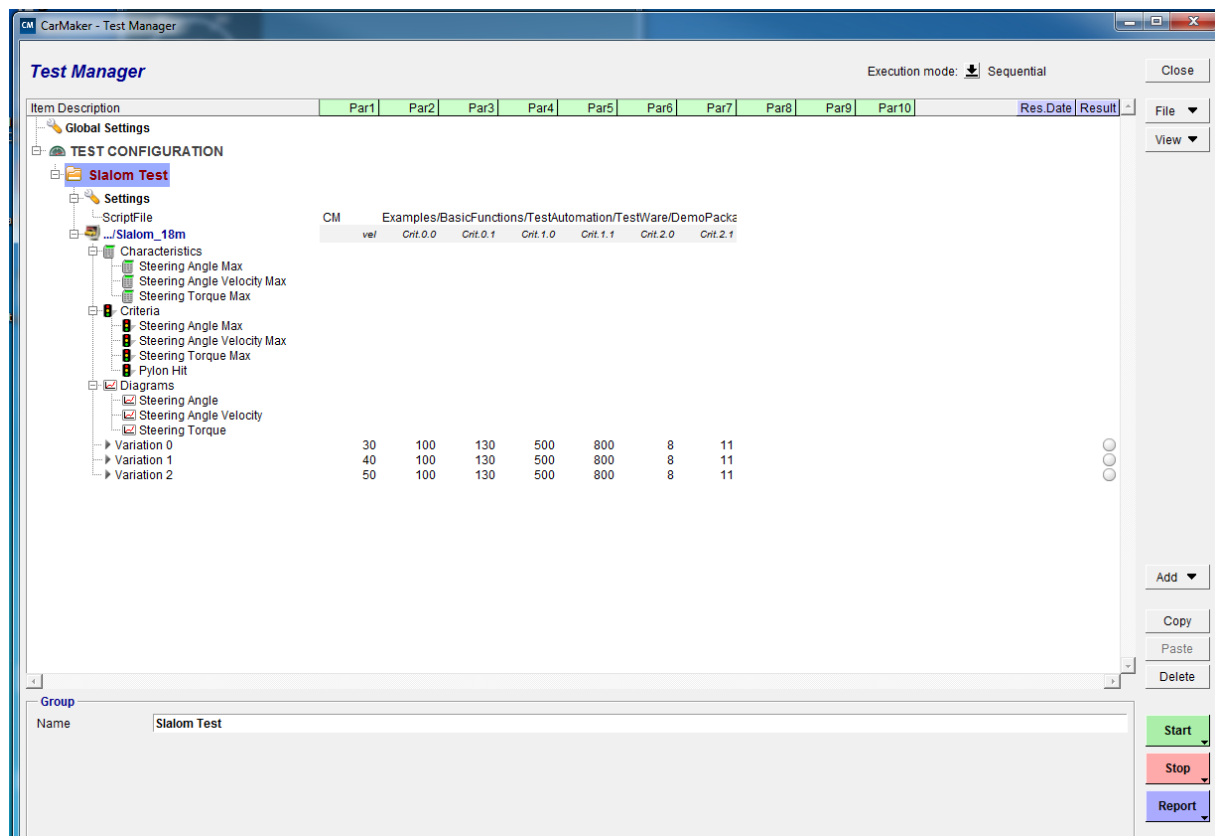 CM CarMaker - Test Manager
Test Manager
Execution mode: Sequential
Close
Item Description Par1 Par2 Par3 Par4 Par5 Par6 Par7 Par8 Par9 Par10 Res.Date Result
File
Global Settings
View
TEST CONFIGURATION
Slalom Test
Settings
ScriptFile CM Examples/BasicFunctions/TestAutomation/TestWare/DemoPacka
.../Slalom_18m vel Crit.0.0 Crit.0.1 Crit.1.0 Crit.1.1 Crit.2.0 Crit.2.1
Characteristics
Steering Angle Max
Steering Angle Velocity Max
Steering Torque Max
Criteria
Steering Angle Max
Steering Angle Velocity Max
Steering Torque Max
Pylon Hit
Diagrams
Steering Angle
Steering Angle Velocity
Steering Torque
Variation 0 30 100 130 500 800 8 11
Variation 1 40 100 130 500 800 8 11
Variation 2 50 100 130 500 800 8 11
Add
Copy
Paste
Delete
Group
Name Slalom Test
Start
Stop
Report